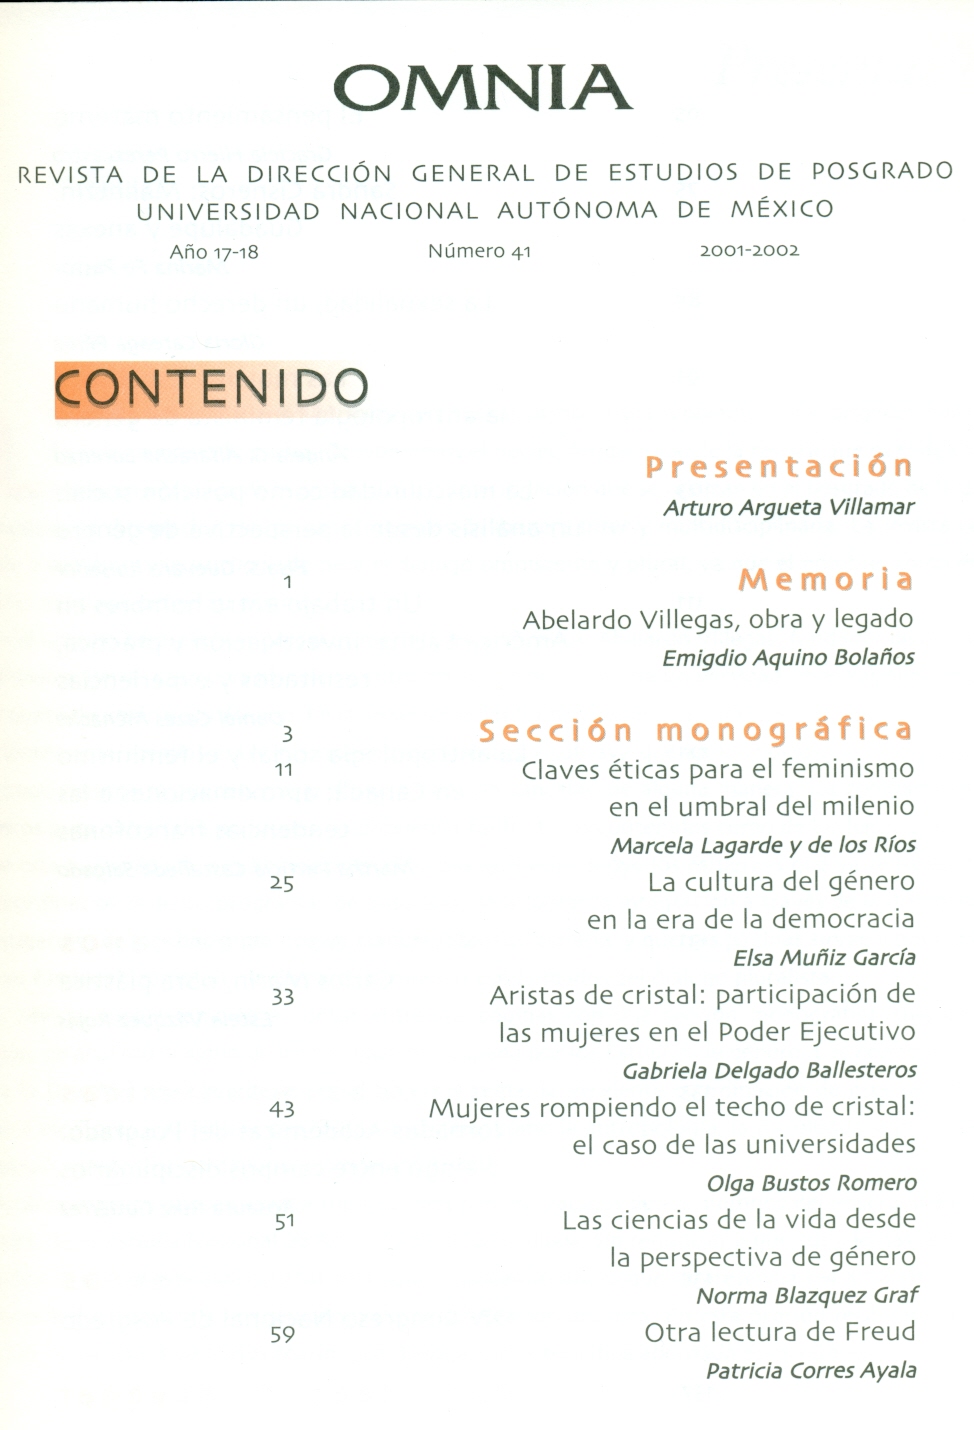 OMNIA
REVISTA DE LA DIRECCIÓN GENERAL DE ESTUDIOS DE POSGRADO
UNIVERSIDAD NACIONAL AUTÓNOMA DE MÉXICO
Año 17-18 Número 41 2001-2002
CONTENIDO
Presentación
Arturo Argueta Villamar
1 Memoria
Abelardo Villegas, obra y legado
Emigdio Aquino Bolaños
3 Sección monográfica
11 Claves éticas para el feminismo
en el umbral del milenio
Marcela Lagarde y de los Ríos
25 La cultura del género
en la era de la democracia
Elsa Muñiz García
33 Aristas de cristal: participación de
las mujeres en el Poder Ejecutivo
Gabriela Delgado Ballesteros
43 Mujeres rompiendo el techo de cristal:
el caso de las universidades
Olga Bustos Romero
51 Las ciencias de la vida desde
la perspectiva de género
Norma Blazquez Graf
59 Otra lectura de Freud
Patricia Corres Ayala